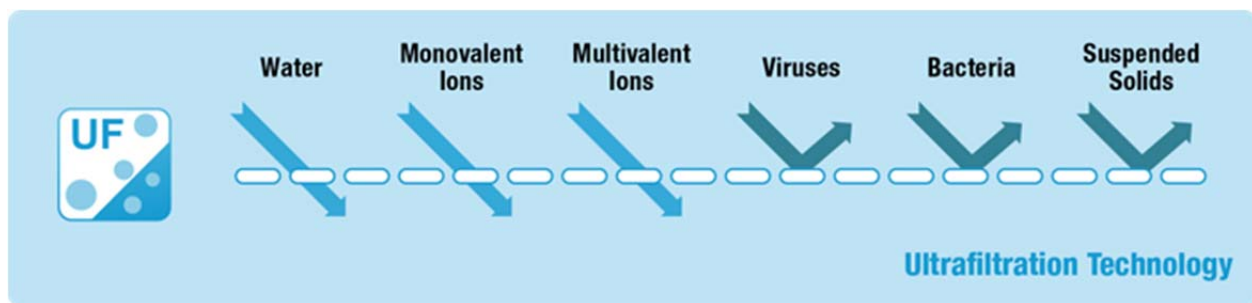 Water
Monovalent
Ions
Multivalent
Ions
Viruses
Bacteria
Suspended
Solids
UF
Ultrafiltration Technology